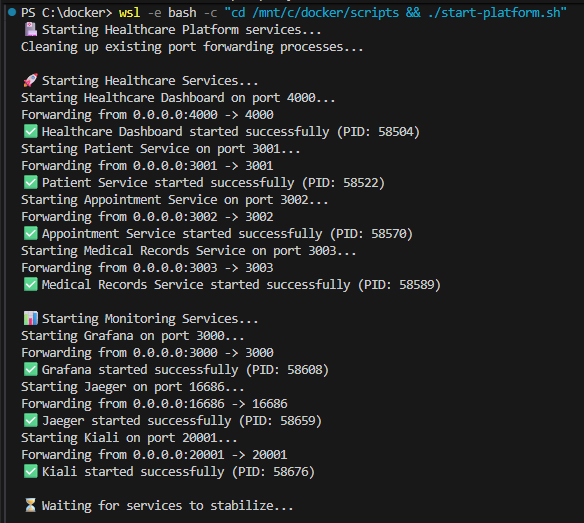 PS C:\docker> wsl -e bash -c "cd /mnt/c/docker/scripts && ./start-platform.sh"
🏥 Starting Healthcare Platform services...
Cleaning up existing port forwarding processes...
🚀 Starting Healthcare Services...
Starting Healthcare Dashboard on port 4000...
Forwarding from 0.0.0.0:4000 -> 4000
✅ Healthcare Dashboard started successfully (PID: 58504)
Starting Patient Service on port 3001...
Forwarding from 0.0.0.0:3001 -> 3001
✅ Patient Service started successfully (PID: 58522)
Starting Appointment Service on port 3002...
Forwarding from 0.0.0.0:3002 -> 3002
✅ Appointment Service started successfully (PID: 58570)
Starting Medical Records Service on port 3003...
Forwarding from 0.0.0.0:3003 -> 3003
✅ Medical Records Service started successfully (PID: 58589)
📊 Starting Monitoring Services...
Starting Grafana on port 3000...
Forwarding from 0.0.0.0:3000 -> 3000
✅ Grafana started successfully (PID: 58608)
Starting Jaeger on port 16686...
Forwarding from 0.0.0.0:16686 -> 16686
✅ Jaeger started successfully (PID: 58659)
Starting Kiali on port 20001...
Forwarding from 0.0.0.0:20001 -> 20001
✅ Kiali started successfully (PID: 58676)
⏳ Waiting for services to stabilize...